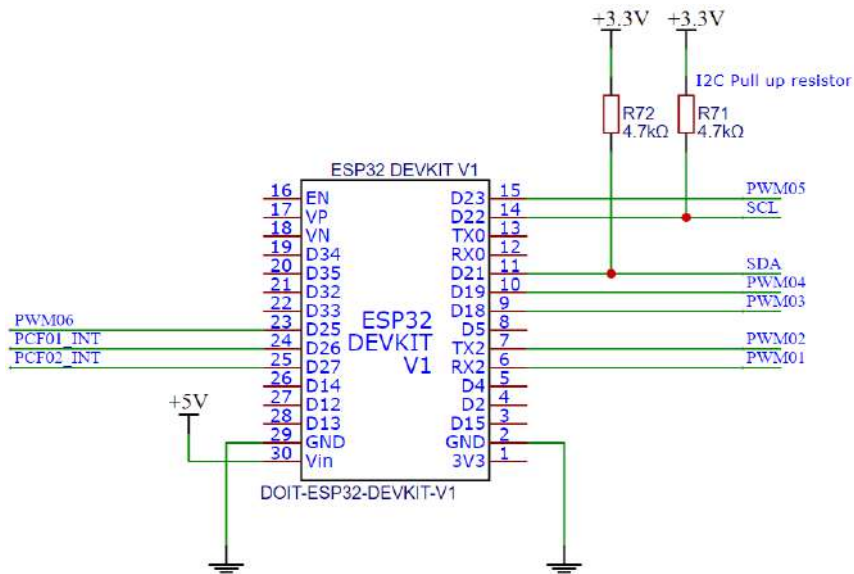 +3.3V +3.3V
I2C Pull up resistor
R72 R71
4.7kΩ 4.7kΩ
ESP32 DEVKIT V1
16 EN D23 15 PWM05
17 VP D22 14 SCL
18 VN TX0 13
19 D34 RX0 12
20 D35 D21 11 SDA
21 D32 D19 10 PWM04
22 D33 D18 9 PWM03
PWM06 23 D25 D5 8
PCF01_INT 24 D26 TX2 7 PWM02
PCF02_INT 25 D27 RX2 6 PWM01
ESP32
DEVKIT
V1
26 D14 D4 5
27 D12 D2 4
+5V
28 D13 D15 3
29 GND GND 2
30 Vin 3V3 1
DOIT-ESP32-DEVKIT-V1